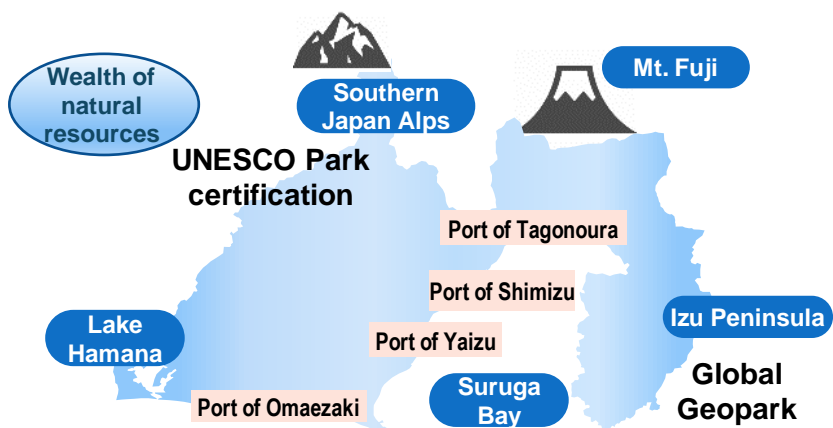 Wealth of
natural
resources
Southern
Japan Alps
Mt. Fuji
UNESCO Park
certification
Port of Tagonoura
Port of Shimizu
Lake
Hamana
Izu Peninsula
Port of Yaizu
Suruga
Bay
Global
Geopark
Port of Omaezaki